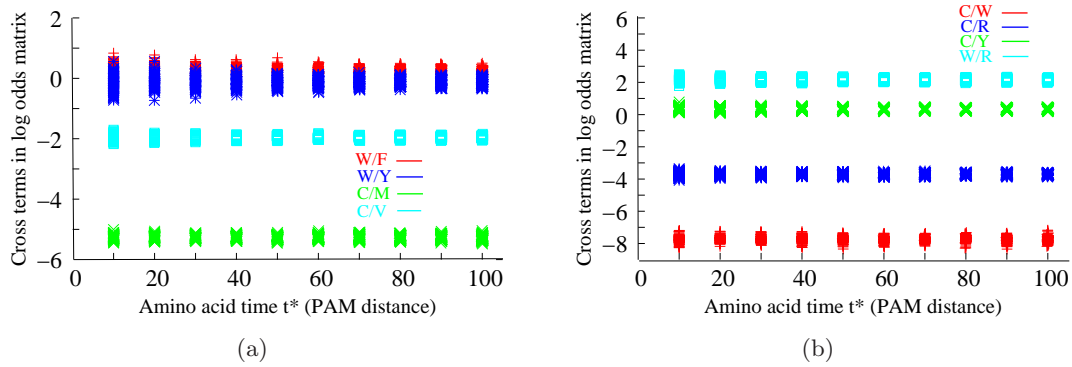 Cross terms in log odds matrix
2
0
−2
−4
−6
W/F
W/Y
C/M
C/V
0 20 40 60 80 100
Amino acid time t* (PAM distance)
(a)
Cross terms in log odds matrix
6
4
2
0
−2
−4
−6
−8
C/W
C/R
C/Y
W/R
0 20 40 60 80 100
Amino acid time t* (PAM distance)
(b)